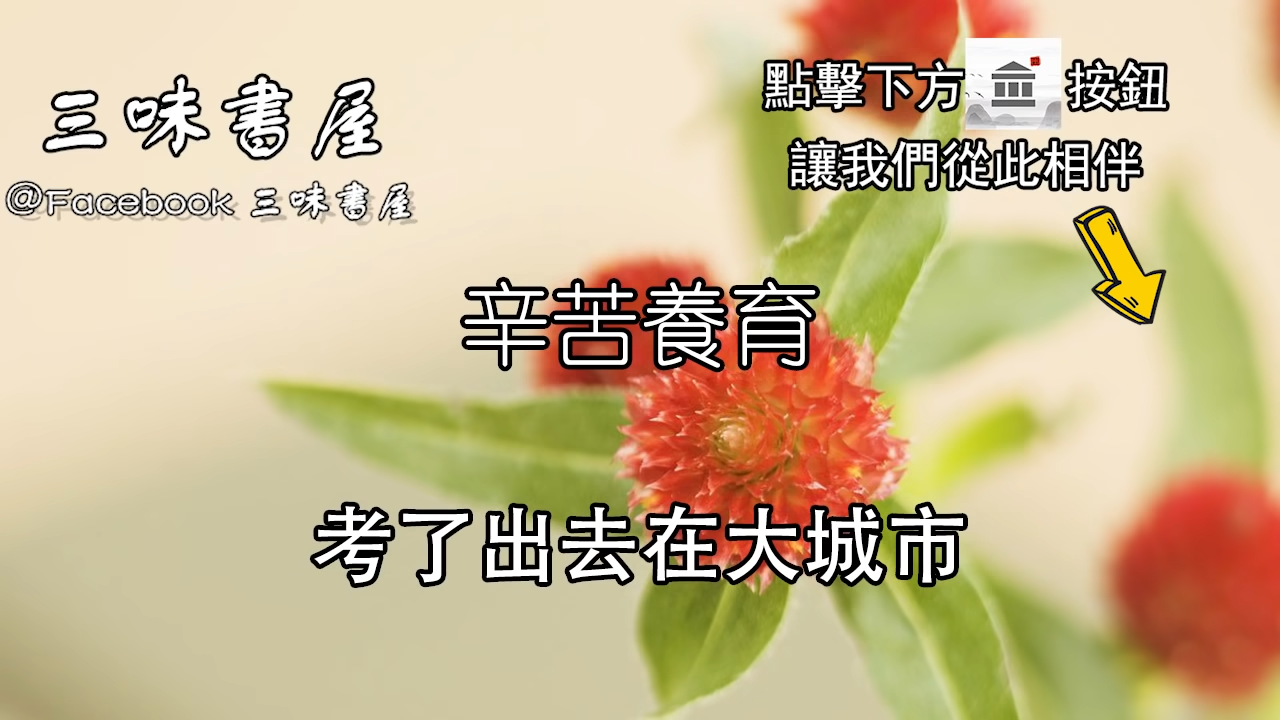 三味書屋
@Facebook 三味書屋
點擊下方 按鈕
讓我們從此相伴
辛苦養育
考了出去在大城市